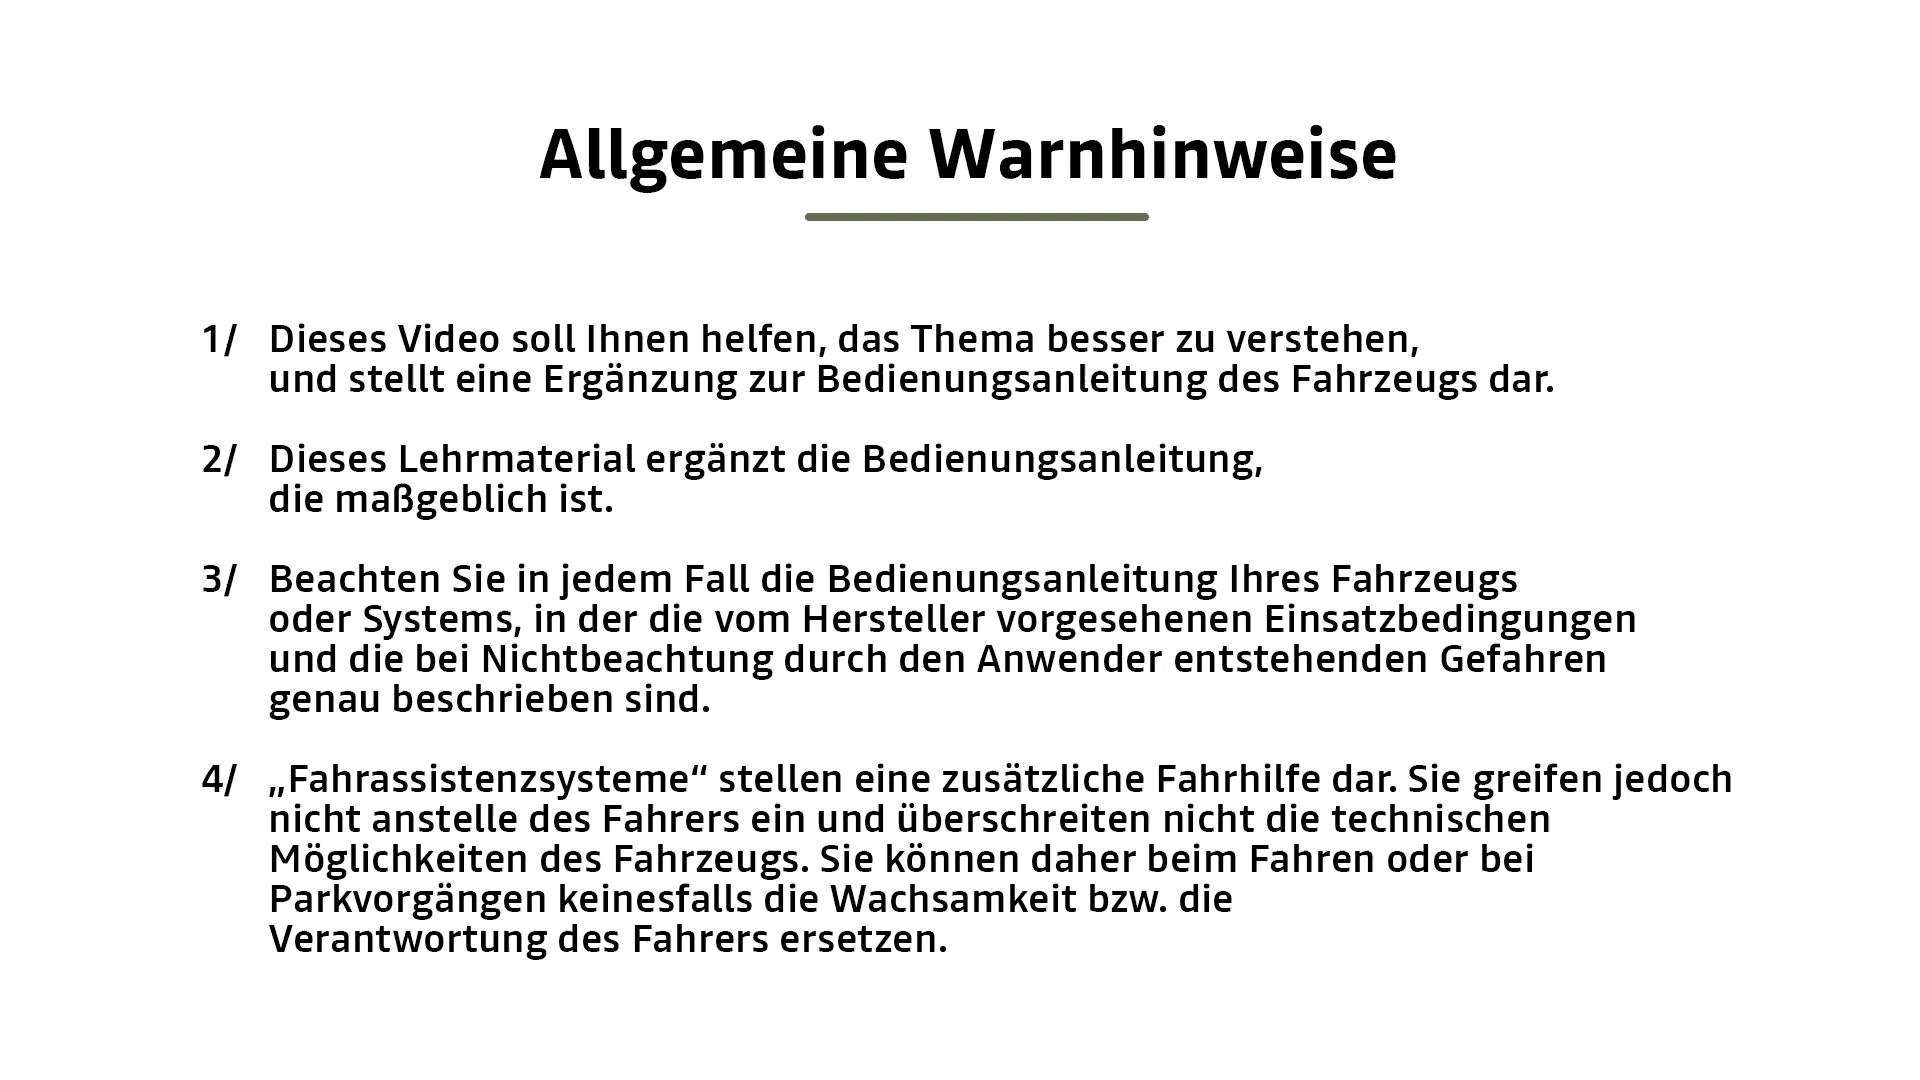 Allgemeine Warnhinweise
1/ Dieses Video soll Ihnen helfen, das Thema besser zu verstehen,
und stellt eine Ergänzung zur Bedienungsanleitung des Fahrzeugs dar.
2/ Dieses Lehrmaterial ergänzt die Bedienungsanleitung,
die maßgeblich ist.
3/ Beachten Sie in jedem Fall die Bedienungsanleitung Ihres Fahrzeugs
oder Systems, in der die vom Hersteller vorgesehenen Einsatzbedingungen
und die bei Nichtbeachtung durch den Anwender entstehenden Gefahren
genau beschrieben sind.
4/ „Fahrassistenzsysteme“ stellen eine zusätzliche Fahrhilfe dar. Sie greifen jedoch
nicht anstelle des Fahrers ein und überschreiten nicht die technischen
Möglichkeiten des Fahrzeugs. Sie können daher beim Fahren oder bei
Parkvorgängen keinesfalls die Wachsamkeit bzw. die
Verantwortung des Fahrers ersetzen.